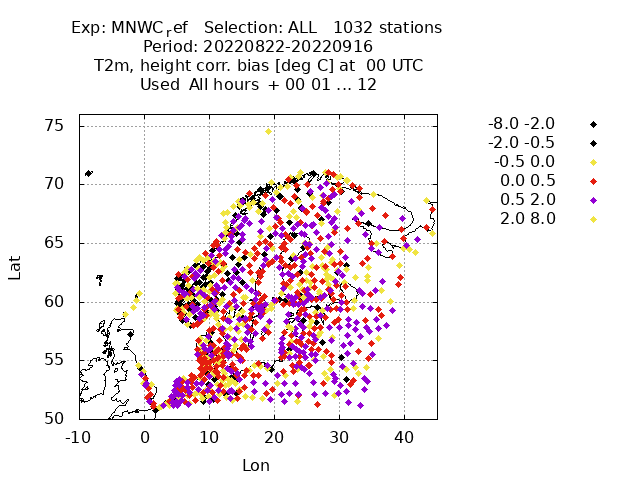 Exp: MNWC_ref   Selection: ALL   1032 stations
Period: 20220822-20220916
T2m, height corr. bias [deg C] at  00 UTC
Used  All hours  + 00 01 ... 12
-8.0 -2.0
-2.0 -0.5
-0.5 0.0
0.0 0.5
0.5 2.0
2.0 8.0
75
70
65
60
55
50
Lat
-10 0 10 20 30 40
Lon